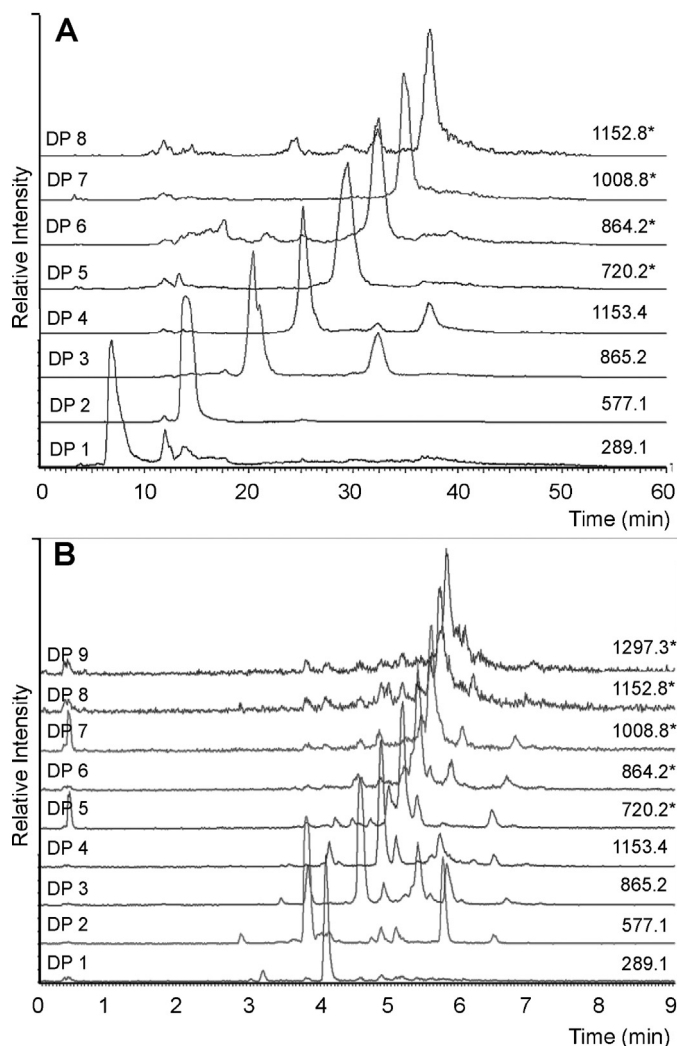 A
DP 8 1152.8*
DP 7 1008.8*
DP 6 864.2*
DP 5 720.2*
DP 4 1153.4
DP 3 865.2
DP 2 577.1
DP 1 289.1
Relative Intensity
0 10 20 30 40 50 60
Time (min)
B
DP 9 1297.3*
DP 8 1152.8*
DP 7 1008.8*
DP 6 864.2*
DP 5 720.2*
DP 4 1153.4
DP 3 865.2
DP 2 577.1
DP 1 289.1
Relative Intensity
0 1 2 3 4 5 6 7 8 9
Time (min)